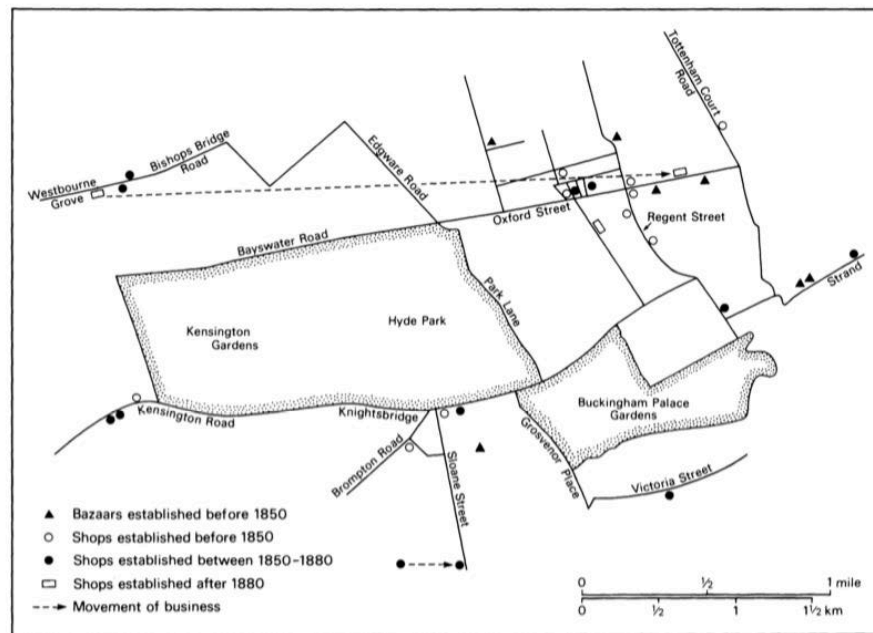 Tottenham Court
Road
Bishops Bridge
Road
Westbourne
Grove
Edgware Road
Oxford Street
Regent Street
Bayswater Road
Strand
Park Lane
Kensington
Gardens
Hyde Park
Buckingham Palace
Gardens
Kensington Road
Knightsbridge
Brompton Road
Sloane Street
Grosvenor Place
Victoria Street
Bazaars established before 1850
Shops established before 1850
Shops established between 1850-1880
Shops established after 1880
Movement of business
0 ½ 1 mile
0 ½ 1 1½ km